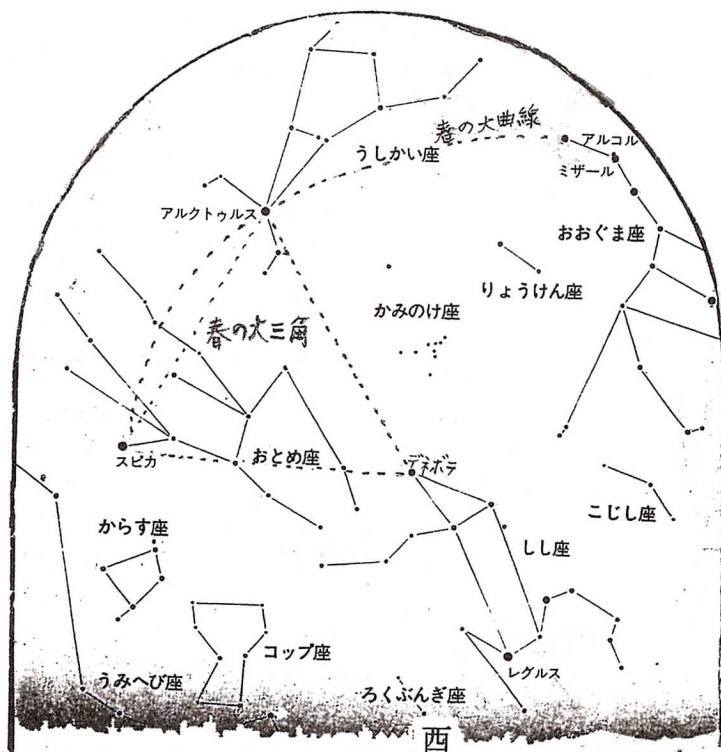 春の大曲線
アルコル
うしかい座
ミザール
アルクトゥルス
おおぐま座
りょうけん座
かみのけ座
春の大三角
デネボラ
スピカ
おとめ座
こじし座
からす座
しし座
コップ座
レグルス
うみへび座
ろくぶんぎ座
西